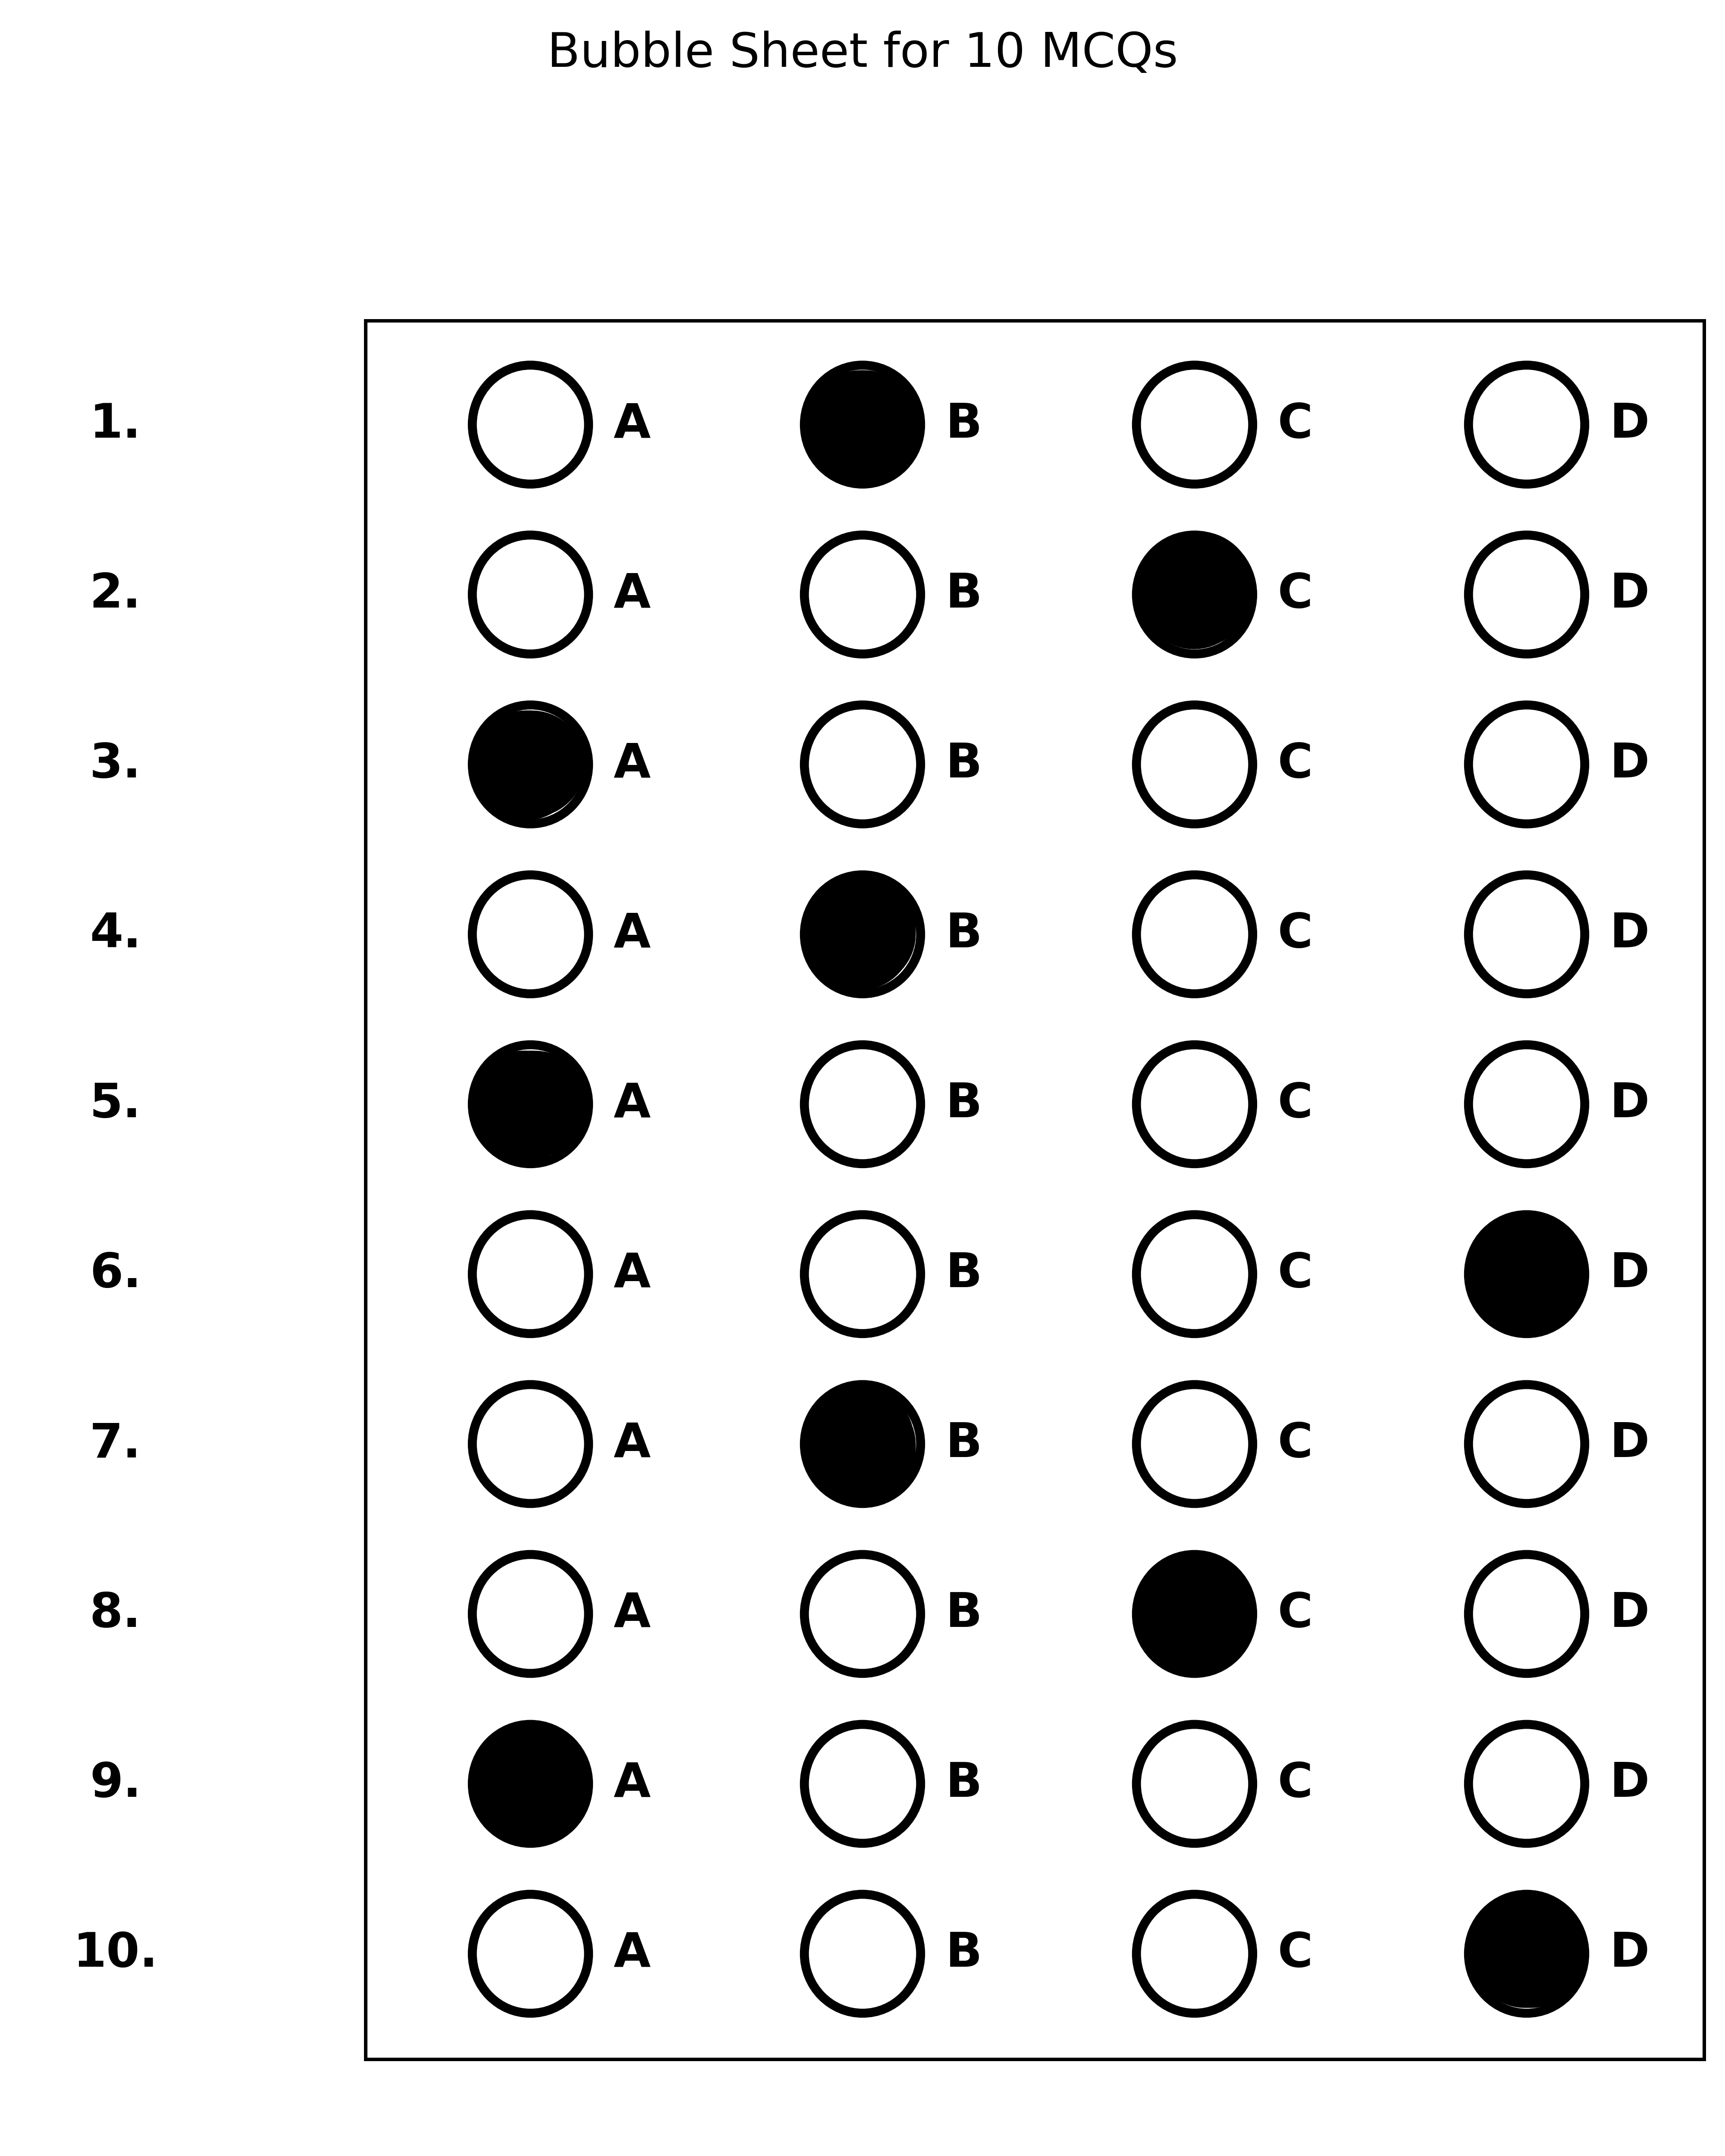 Bubble Sheet for 10 MCQs
1. A B C D
2. A B C D
3. A B C D
4. A B C D
5. A B C D
6. A B C D
7. A B C D
8. A B C D
9. A B C D
10. A B C D